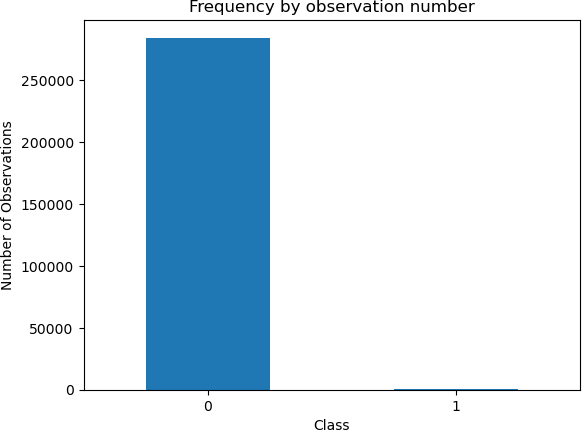 Frequency by observation number
250000
200000
150000
100000
50000
0
Number of Observations
0 1
Class